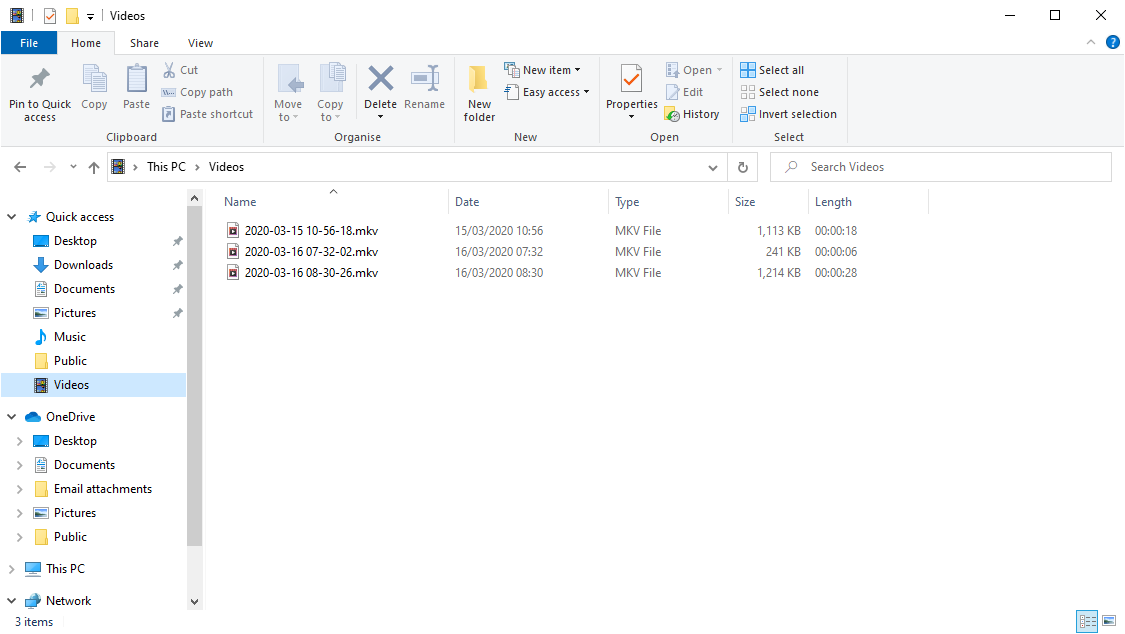 Videos
File Home Share View
Pin to Quick access
Copy
Paste
Cut
Copy path
Paste shortcut
Clipboard
Move to
Copy to
Delete
Rename
Organise
New folder
New item
Easy access
New
Properties
Open
Edit
History
Open
Select all
Select none
Invert selection
Select
This PC > Videos
Search Videos
Name Date Type Size Length
2020-03-15 10-56-18.mkv 15/03/2020 10:56 MKV File 1,113 KB 00:00:18
2020-03-16 07-32-02.mkv 16/03/2020 07:32 MKV File 241 KB 00:00:06
2020-03-16 08-30-26.mkv 16/03/2020 08:30 MKV File 1,214 KB 00:00:28
Quick access
Desktop
Downloads
Documents
Pictures
Music
Public
Videos
OneDrive
Desktop
Documents
Email attachments
Pictures
Public
This PC
Network
3 items